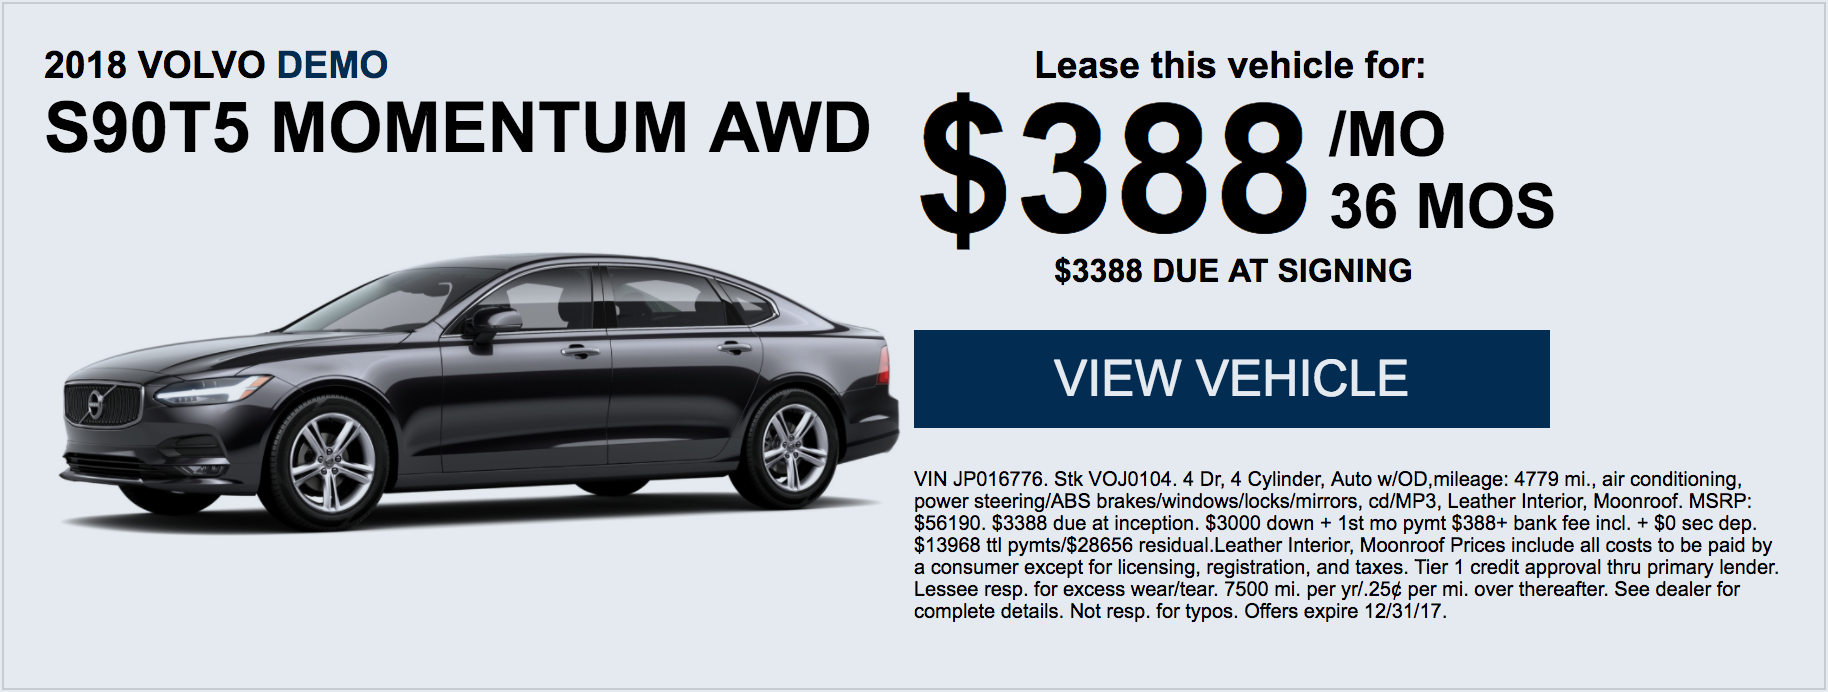 2018 VOLVO DEMO
S90T5 MOMENTUM AWD
Lease this vehicle for:
$388 /MO
36 MOS
$3388 DUE AT SIGNING
VIEW VEHICLE
VIN JP016776. Stk VOJ0104. 4 Dr, 4 Cylinder, Auto w/OD,mileage: 4779 mi., air conditioning,
power steering/ABS brakes/windows/locks/mirrors, cd/MP3, Leather Interior, Moonroof. MSRP:
$56190. $3388 due at inception. $3000 down + 1st mo pymt $388+ bank fee incl. + $0 sec dep.
$13968 ttl pymts/$28656 residual.Leather Interior, Moonroof Prices include all costs to be paid by
a consumer except for licensing, registration, and taxes. Tier 1 credit approval thru primary lender.
Lessee resp. for excess wear/tear. 7500 mi. per yr/.25¢ per mi. over thereafter. See dealer for
complete details. Not resp. for typos. Offers expire 12/31/17.